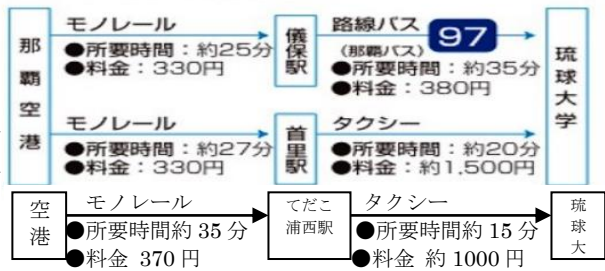 那覇空港
モノレール
●所要時間：約25分
●料金：330円
儀保駅
路線バス 97
(那覇バス)
●所要時間：約35分
●料金：380円
琉球大学
モノレール
●所要時間：約27分
●料金：330円
首里駅
タクシー
●所要時間：約20分
●料金：約1,500円
空港
モノレール
●所要時間約 35 分
●料金 370 円
てだこ
浦西駅
タクシー
●所要時間約 15 分
●料金 約 1000 円
琉球大